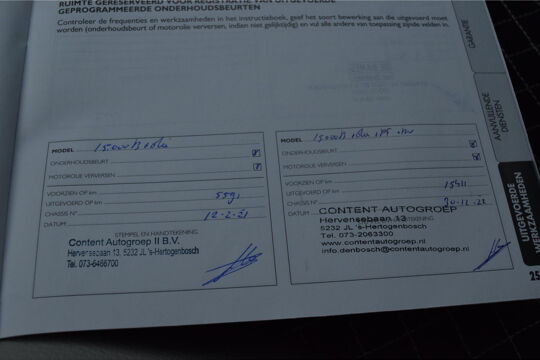 RUIMTE GERESERVEERD VOOR REGISTRATIE VAN UITGEVOERDE
GEPROGRAMMEERDE ONDERHOUDSBEURTEN
Controleer de frequenties en werkzaamheden in het instructieboek, geef het soort bewerking aan die uitgevoerd moet
worden (onderhoudsbeurt of motorolie verversen, indien niet gelijktijdig) en vul alle andere van toepassing zijnde velden in.
GARANTIE
AANVULLENDE
DIENSTEN
UITGEVOERDE
WERKZAAMHEDEN
25
MODEL
ONDERHOUDSBEURT
MOTOROLIE VERVERSEN
VOORZIEN OP km
UITGEVOERD OP km
CHASSIS N°
DATUM 12-2-21
STEMPEL EN HANDTEKENING
Content Autogroep II B.V.
Hervensepaan 13, 5232 JL 's-Hertogenbosch
Tel. 073-6466700
MODEL
ONDERHOUDSBEURT
MOTOROLIE VERVERSEN
VOORZIEN OP km
UITGEVOERD OP km
CHASSIS N°
DATUM
CONTENT AUTOGROEP
Hervensebaan 13
5232 JL 's-Hertogenbosch
Tel. 073-2063300
www.contentautogroep.nl
info.denbosch@contentautogroep.nl